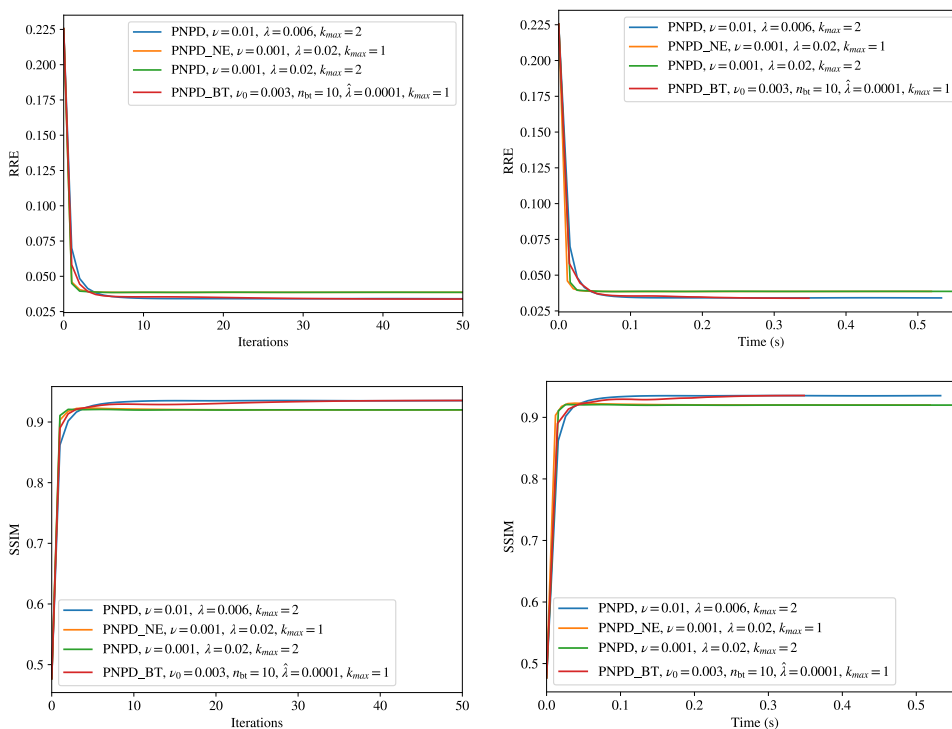 0.225
0.200
0.175
0.150
0.125
0.100
0.075
0.050
0.025
RRE
PNPD, ν = 0.01, λ = 0.006, k_max = 2
PNPD_NE, ν = 0.001, λ = 0.02, k_max = 1
PNPD, ν = 0.001, λ = 0.02, k_max = 2
PNPD_BT, ν₀ = 0.003, n_bt = 10, λ̂ = 0.0001, k_max = 1
0 10 20 30 40 50
Iterations
0.225
0.200
0.175
0.150
0.125
0.100
0.075
0.050
0.025
RRE
PNPD, ν = 0.01, λ = 0.006, k_max = 2
PNPD_NE, ν = 0.001, λ = 0.02, k_max = 1
PNPD, ν = 0.001, λ = 0.02, k_max = 2
PNPD_BT, ν₀ = 0.003, n_bt = 10, λ̂ = 0.0001, k_max = 1
0.0 0.1 0.2 0.3 0.4 0.5
Time (s)
0.9
0.8
0.7
0.6
0.5
SSIM
PNPD, ν = 0.01, λ = 0.006, k_max = 2
PNPD_NE, ν = 0.001, λ = 0.02, k_max = 1
PNPD, ν = 0.001, λ = 0.02, k_max = 2
PNPD_BT, ν₀ = 0.003, n_bt = 10, λ̂ = 0.0001, k_max = 1
0 10 20 30 40 50
Iterations
0.9
0.8
0.7
0.6
0.5
SSIM
PNPD, ν = 0.01, λ = 0.006, k_max = 2
PNPD_NE, ν = 0.001, λ = 0.02, k_max = 1
PNPD, ν = 0.001, λ = 0.02, k_max = 2
PNPD_BT, ν₀ = 0.003, n_bt = 10, λ̂ = 0.0001, k_max = 1
0.0 0.1 0.2 0.3 0.4 0.5
Time (s)